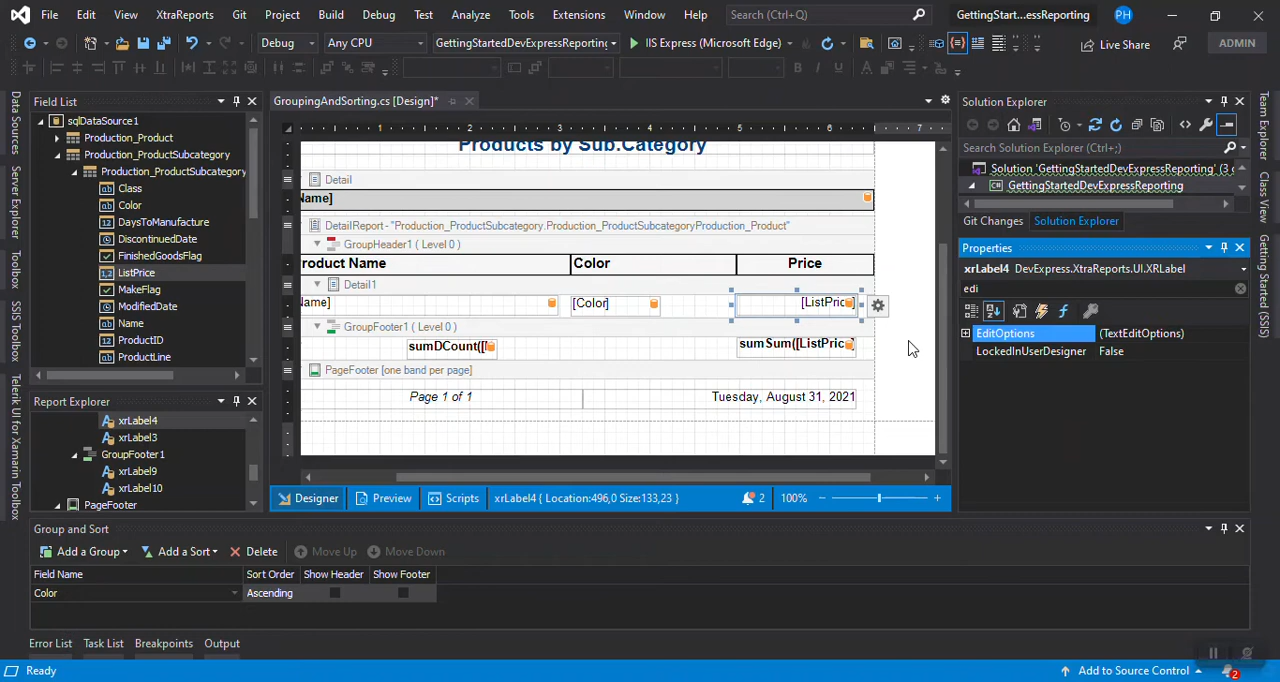 File Edit View XtraReports Git Project Build Debug Test Analyze Tools Extensions Window Help Search (Ctrl+Q) GettingStart...essReporting PH
Debug Any CPU GettingStartedDevExpressReporting IIS Express (Microsoft Edge) Live Share ADMIN
B I U A
Data Sources
Server Explorer
Toolbox
SSIS Toolbox
Telerik UI for Xamarin Toolbox
Field List
sqlDataSource1
Production_Product
Production_ProductSubcategory
Production_ProductSubcategory
Class
Color
DaysToManufacture
DiscontinuedDate
FinishedGoodsFlag
ListPrice
MakeFlag
ModifiedDate
Name
ProductID
ProductLine
Report Explorer
xrLabel4
xrLabel3
GroupFooter1
xrLabel9
xrLabel10
PageFooter
GroupingAndSorting.cs [Design]*
1 2 3 4 5 6 7
Products by Sub.Category
Detail
Name]
DetailReport - "Production_ProductSubcategory.Production_ProductSubcategoryProduction_Product"
GroupHeader1 ( Level 0 )
roduct Name Color Price
Detail1
Name] [Color] [ListPric]
GroupFooter1 ( Level 0 )
sumDCount([ sumSum([ListPric]
PageFooter [one band per page]
Page 1 of 1 Tuesday, August 31, 2021
Designer Preview Scripts xrLabel4 { Location:496,0 Size:133,23 } 2 100%
Solution Explorer
Search Solution Explorer (Ctrl+;)
Solution 'GettingStartedDevExpressReporting' (3
GettingStartedDevExpressReporting
Git Changes Solution Explorer
Properties
xrLabel4 DevExpress.XtraReports.UI.XRLabel
edi
EditOptions (TextEditOptions)
LockedInUserDesigner False
Team Explorer
Class View
Getting Started (SSIS)
Group and Sort
Add a Group Add a Sort Delete Move Up Move Down
Field Name Sort Order Show Header Show Footer
Color Ascending
Error List Task List Breakpoints Output
Ready Add to Source Control 2